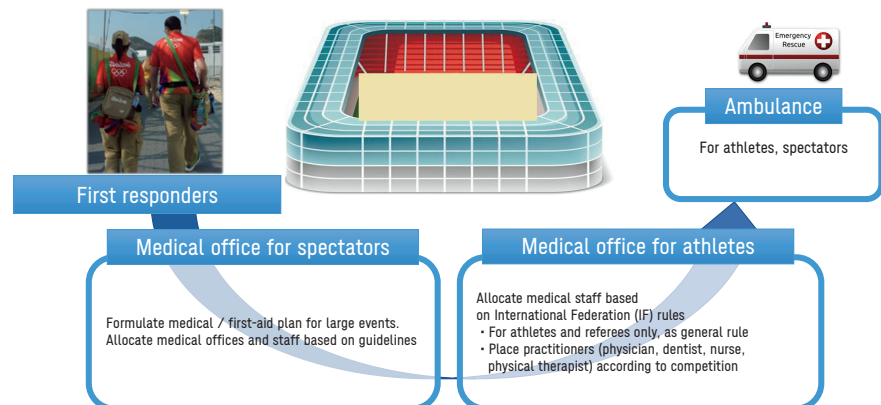 Emergency
Rescue
Ambulance
For athletes, spectators
First responders
Medical office for spectators
Formulate medical / first-aid plan for large events.
Allocate medical offices and staff based on guidelines
Medical office for athletes
Allocate medical staff based
on International Federation (IF) rules
・For athletes and referees only, as general rule
・Place practitioners (physician, dentist, nurse,
physical therapist) according to competition